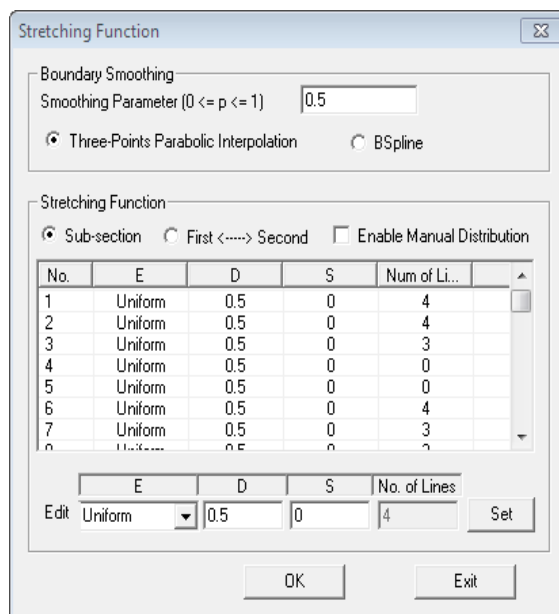 Stretching Function
Boundary Smoothing
Smoothing Parameter (0 <= p <= 1) 0.5
Three-Points Parabolic Interpolation BSpline
Stretching Function
Sub-section First <-----> Second Enable Manual Distribution
No. E D S Num of Li...
1 Uniform 0.5 0 4
2 Uniform 0.5 0 4
3 Uniform 0.5 0 3
4 Uniform 0.5 0 0
5 Uniform 0.5 0 0
6 Uniform 0.5 0 4
7 Uniform 0.5 0 3
E D S No. of Lines
Edit Uniform 0.5 0 4 Set
OK Exit